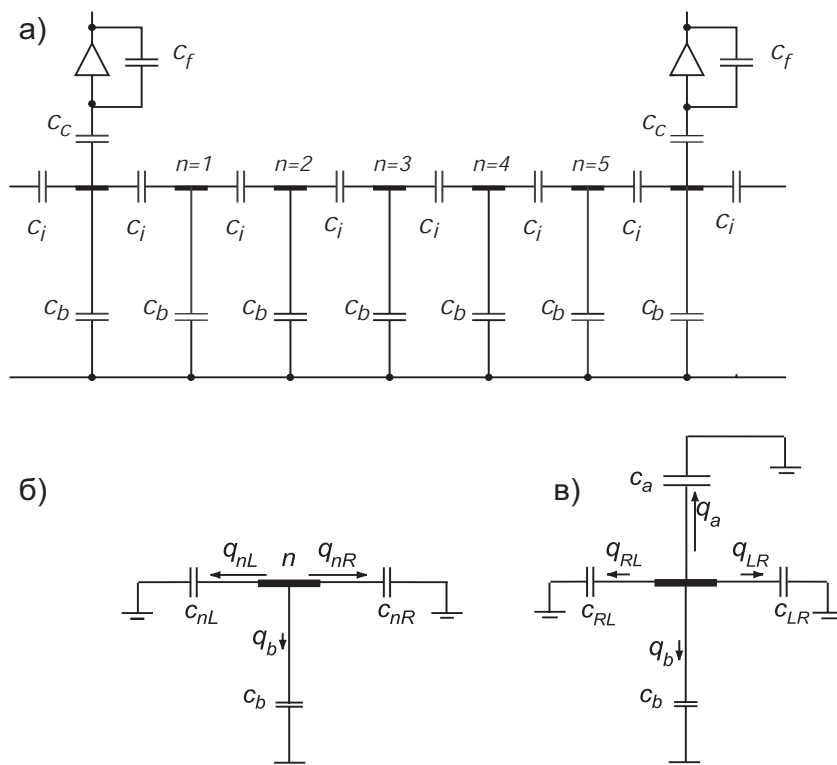 а)
c_f c_f
c_c c_c
n=1 n=2 n=3 n=4 n=5
c_i c_i c_i c_i c_i c_i c_i c_i
c_b c_b c_b c_b c_b c_b c_b
б) в)
c_a
q_a
q_nL n q_nR q_RL q_LR
c_nL c_nR c_RL c_LR
q_b q_b
c_b c_b